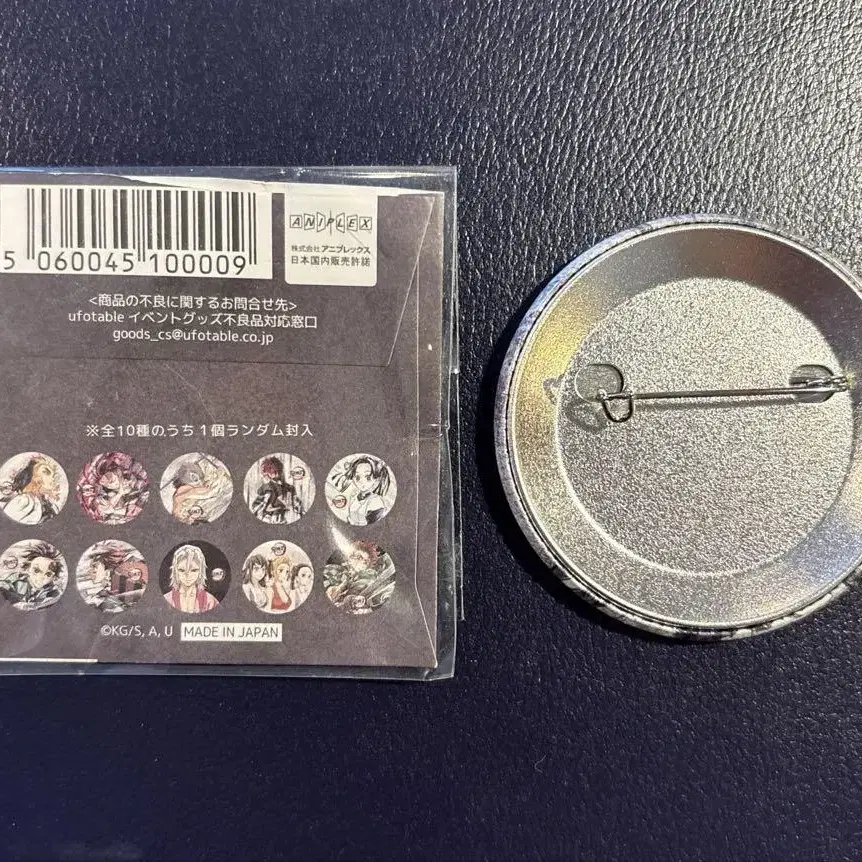 5 060045 100009
ANIPLEX
株式会社 アニプレックス
日本国内販売許諾
<商品の不良に関するお問合せ先>
ufotable イベントグッズ不良品対応窓口
goods_cs@ufotable.co.jp
※全10種のうち1個ランダム封入
©KG/S, A, U MADE IN JAPAN